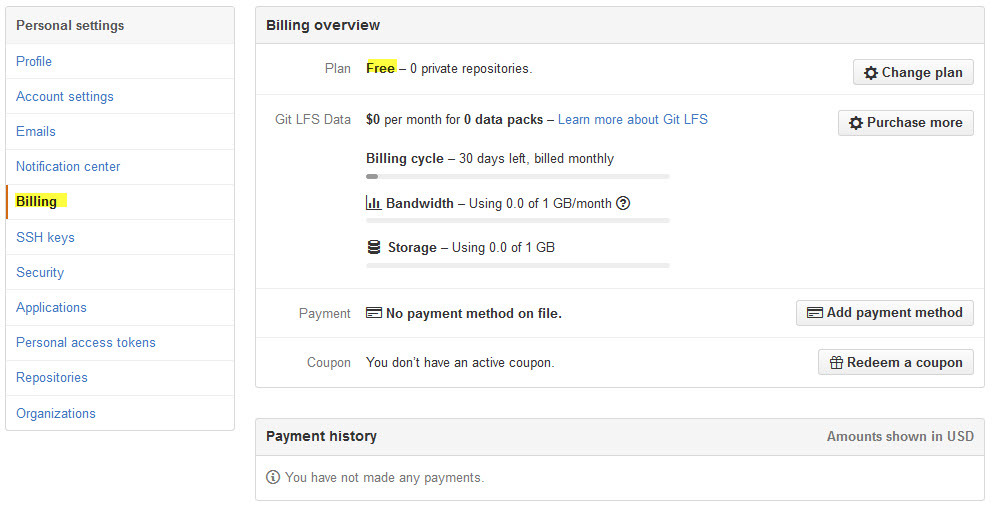 Personal settings
Profile
Account settings
Emails
Notification center
Billing
SSH keys
Security
Applications
Personal access tokens
Repositories
Organizations
Billing overview
Plan Free – 0 private repositories. Change plan
Git LFS Data $0 per month for 0 data packs – Learn more about Git LFS Purchase more
Billing cycle – 30 days left, billed monthly
Bandwidth – Using 0.0 of 1 GB/month ?
Storage – Using 0.0 of 1 GB
Payment No payment method on file. Add payment method
Coupon You don’t have an active coupon. Redeem a coupon
Payment history Amounts shown in USD
You have not made any payments.